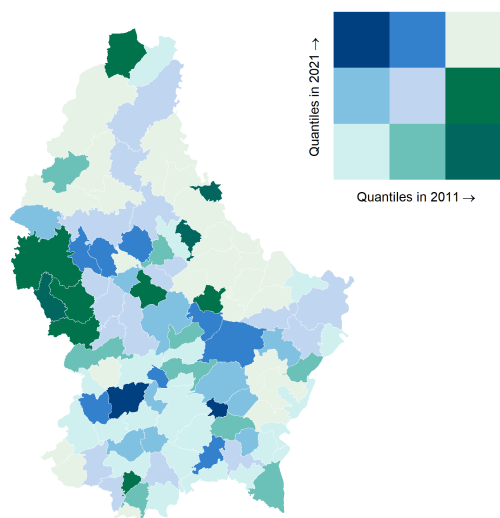 Quantiles in 2021 →
Quantiles in 2011 →